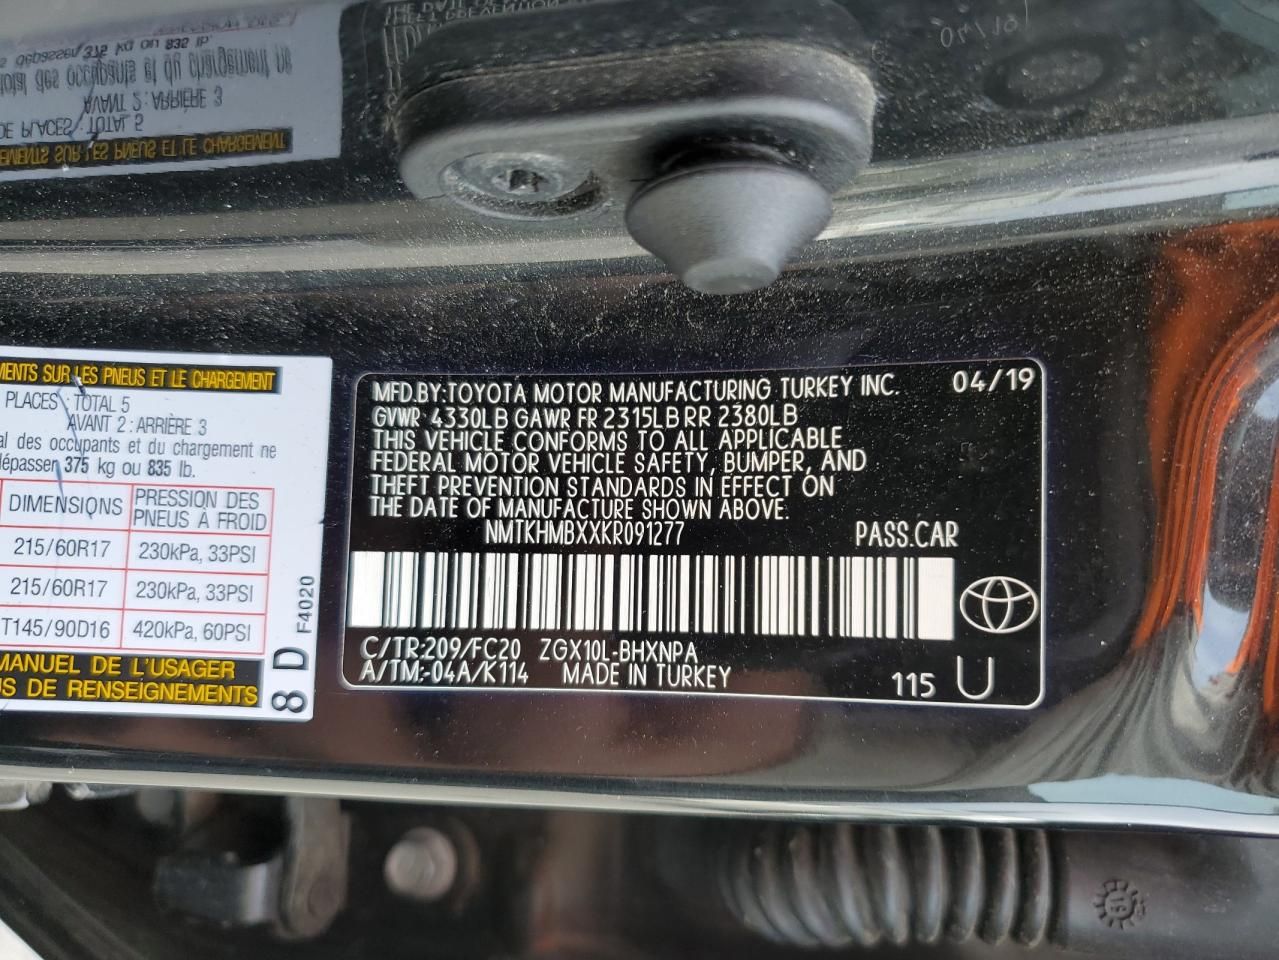 MENTS SUR LES PNEUS ET LE CHARGEMENT
PLACES : TOTAL 5
AVANT 2 : ARRIÈRE 3
al des occupants et du chargement ne
dépasser 375 kg ou 835 lb.
DIMENSIONS PRESSION DES PNEUS À FROID
215/60R17 230kPa, 33PSI
215/60R17 230kPa, 33PSI
T145/90D16 420kPa, 60PSI
MANUEL DE L'USAGER
US DE RENSEIGNEMENTS
8 D F4020
MFD.BY:TOYOTA MOTOR MANUFACTURING TURKEY INC. 04/19
GVWR 4330LB GAWR FR 2315LB RR 2380LB
THIS VEHICLE CONFORMS TO ALL APPLICABLE
FEDERAL MOTOR VEHICLE SAFETY, BUMPER, AND
THEFT PREVENTION STANDARDS IN EFFECT ON
THE DATE OF MANUFACTURE SHOWN ABOVE.
NMTKHMBXXKR091277 PASS.CAR
C/TR:209/FC20 ZGX10L-BHXNPA
A/TM:-04A/K114 MADE IN TURKEY
115 U